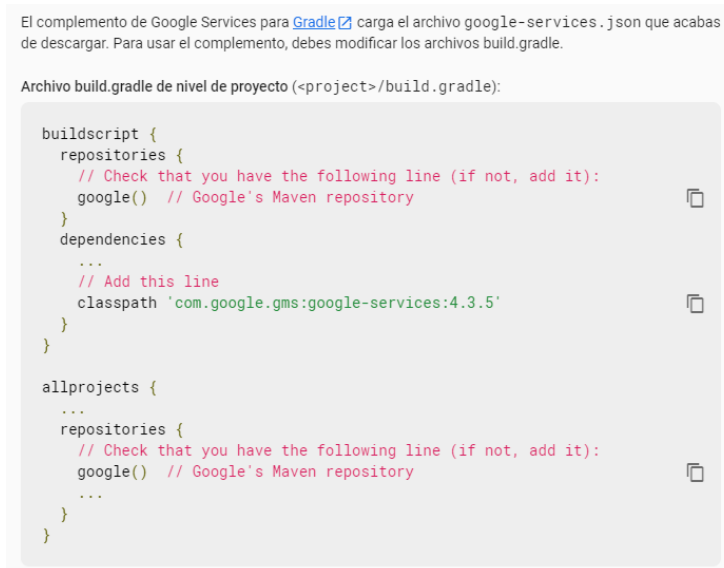 El complemento de Google Services para Gradle carga el archivo google-services.json que acabas
de descargar. Para usar el complemento, debes modificar los archivos build.gradle.
Archivo build.gradle de nivel de proyecto (<project>/build.gradle):
buildscript {
  repositories {
    // Check that you have the following line (if not, add it):
    google()  // Google's Maven repository
  }
  dependencies {
    ...
    // Add this line
    classpath 'com.google.gms:google-services:4.3.5'
  }
}
allprojects {
  ...
  repositories {
    // Check that you have the following line (if not, add it):
    google()  // Google's Maven repository
    ...
  }
}